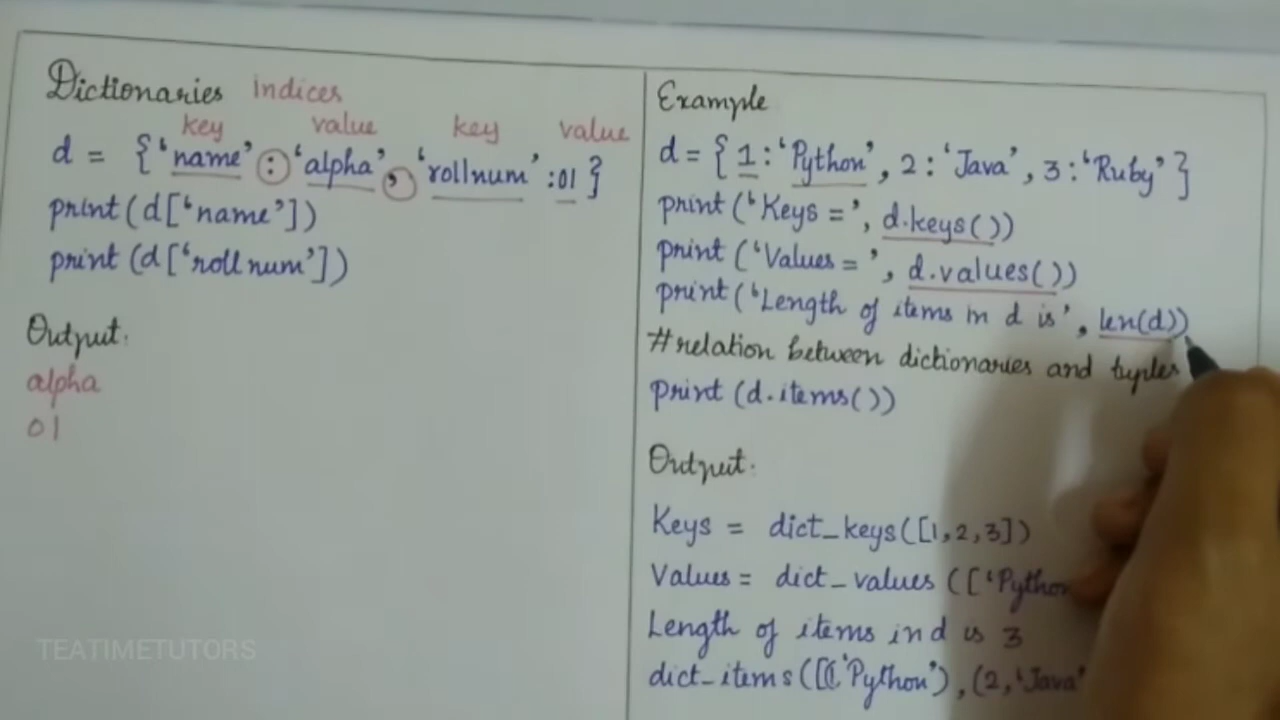 Dictionaries indices
key value key value
d = {'name' : 'alpha', 'rollnum' : 01}
print(d['name'])
print(d['rollnum'])
Output:
alpha
01
TEATIMETUTORS
Example
d = {1 : 'Python', 2 : 'Java', 3 : 'Ruby'}
print('Keys =', d.keys())
print('Values = ', d.values())
print('Length of items in d is', len(d))
#relation between dictionaries and tuples
print(d.items())
Output:
Keys = dict_keys([1,2,3])
Values = dict_values(['Python
Length of items in d is 3
dict_items([('Python'), (2, 'Java'